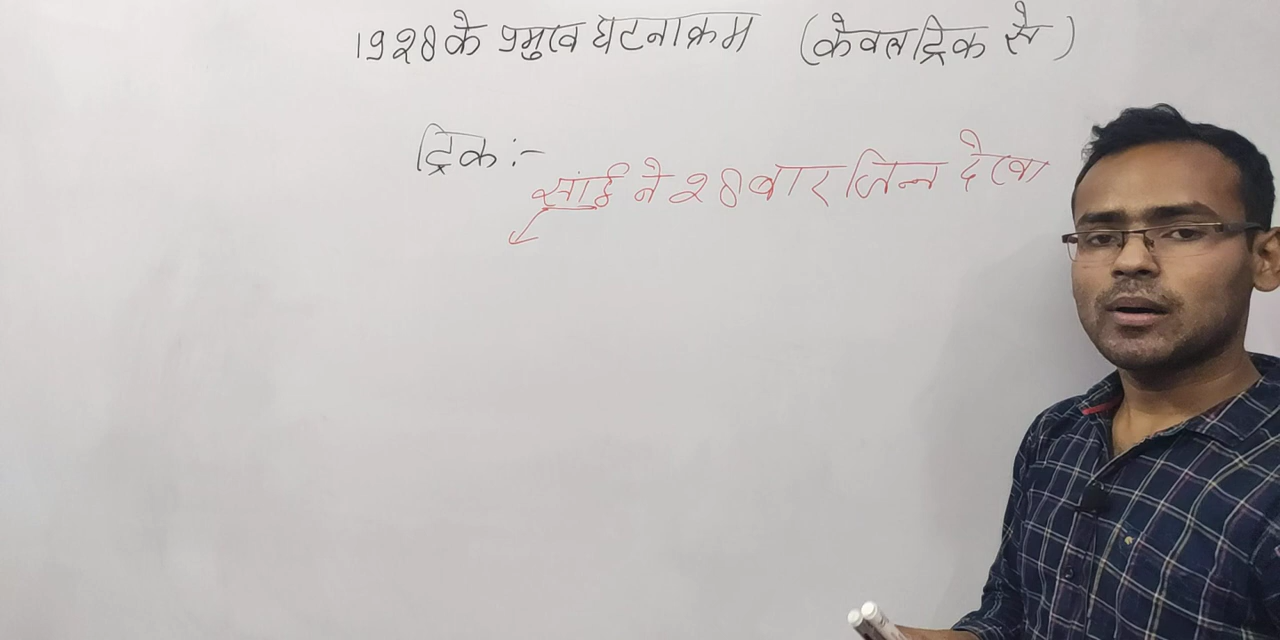 1928 के प्रमुख घटनाक्रम (केवल ट्रिक से)
ट्रिक :-
साई ने 28 बार जिन्न देखा